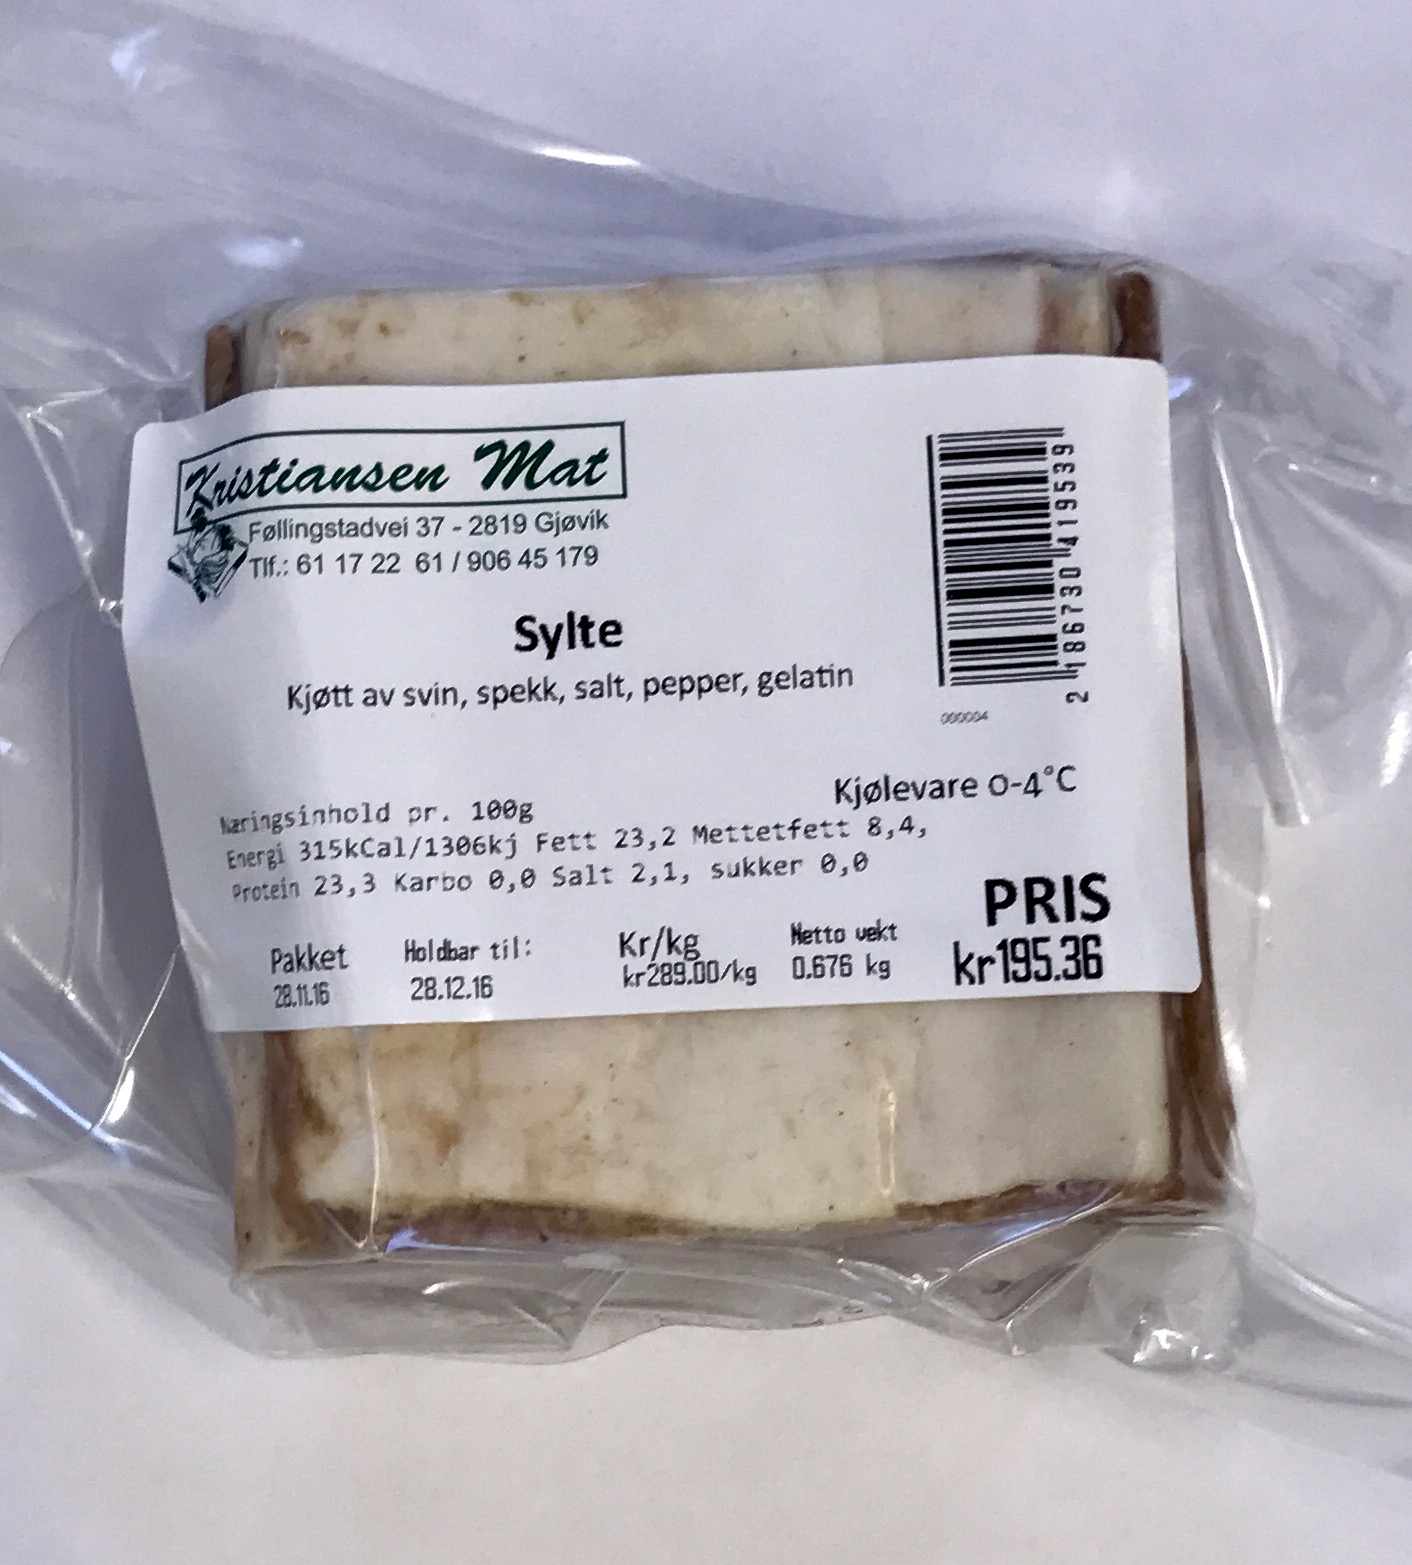 Kristiansen Mat
Føllingstadvei 37 - 2819 Gjøvik
Tlf.: 61 17 22 61 / 906 45 179
Sylte
Kjøtt av svin, spekk, salt, pepper, gelatin
2 186730 419539
000004
Kjølevare 0-4°C
Næringsinhold pr. 100g
Energi 315kCal/1306kj Fett 23,2 Mettetfett 8,4,
Protein 23,3 Karbo 0,0 Salt 2,1, sukker 0,0
Pakket Holdbar til: Kr/kg Netto vekt PRIS
28.11.16 28.12.16 kr289.00/kg 0.676 kg kr195.36